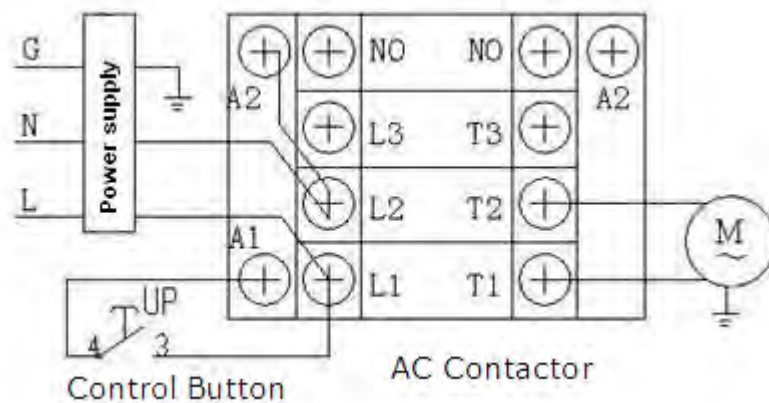 G
N
L
Power supply
A2
NO NO
A2
L3 T3
L2 T2
A1
L1 T1
M
~
UP
4 3
Control Button
AC Contactor